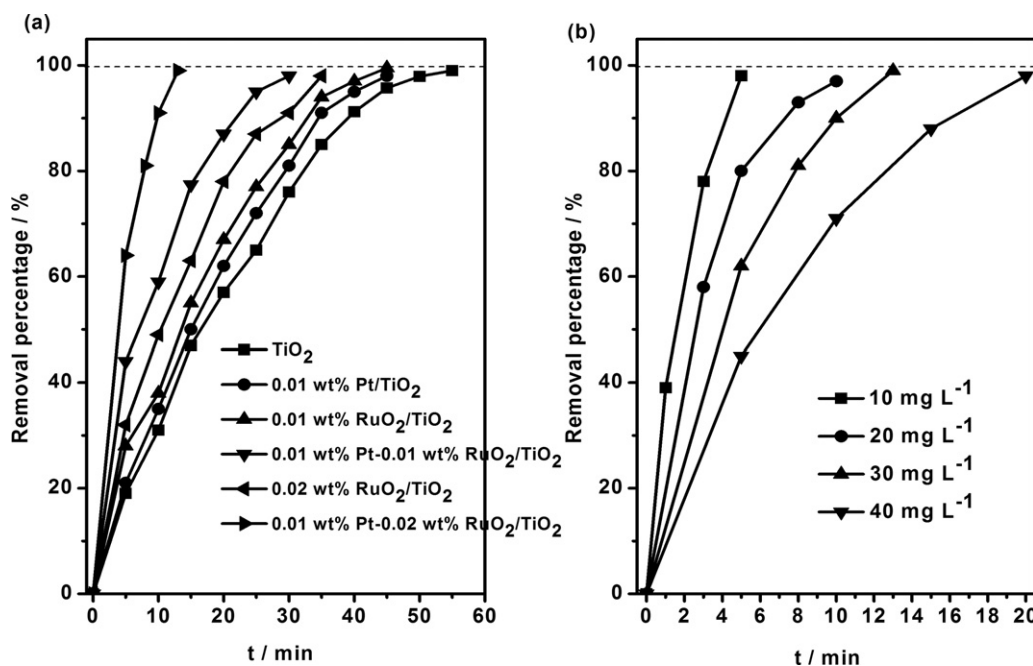 (a)
100
80
60
40
20
0
Removal percentage / %
TiO2
0.01 wt% Pt/TiO2
0.01 wt% RuO2/TiO2
0.01 wt% Pt-0.01 wt% RuO2/TiO2
0.02 wt% RuO2/TiO2
0.01 wt% Pt-0.02 wt% RuO2/TiO2
0 10 20 30 40 50 60
t / min
(b)
100
80
60
40
20
0
Removal percentage / %
10 mg L-1
20 mg L-1
30 mg L-1
40 mg L-1
0 2 4 6 8 10 12 14 16 18 20
t / min